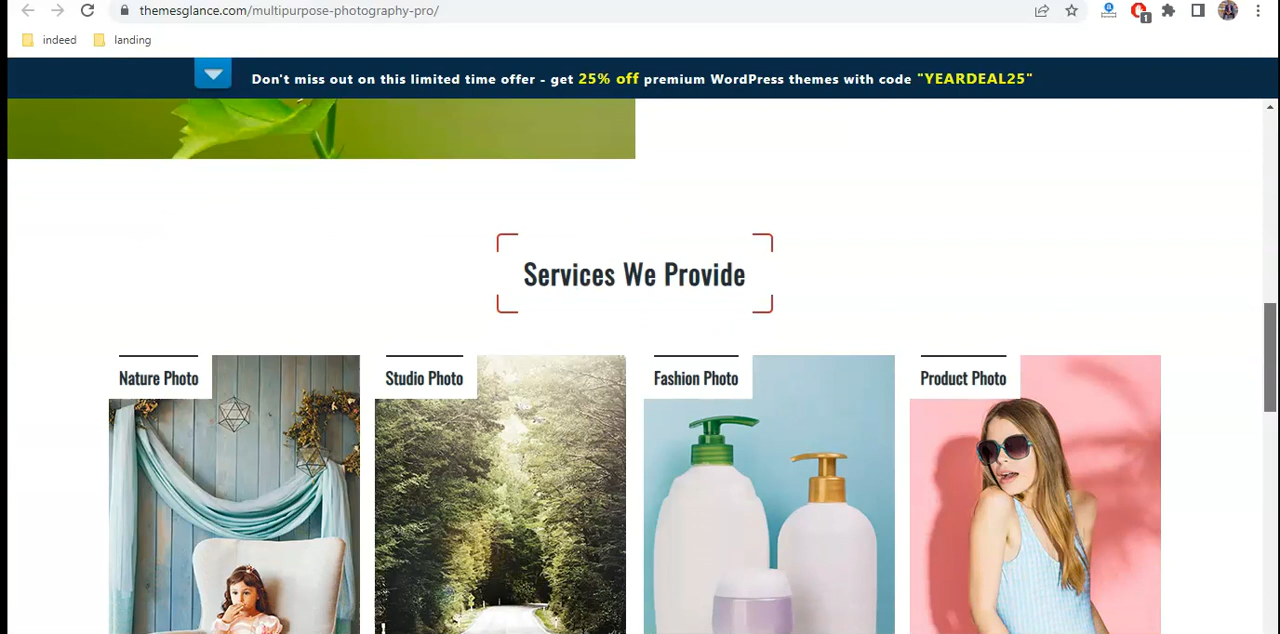 themesglance.com/multipurpose-photography-pro/
1
indeed landing
Don't miss out on this limited time offer - get 25% off premium WordPress themes with code "YEARDEAL25"
Services We Provide
Nature Photo
Studio Photo
Fashion Photo
Product Photo